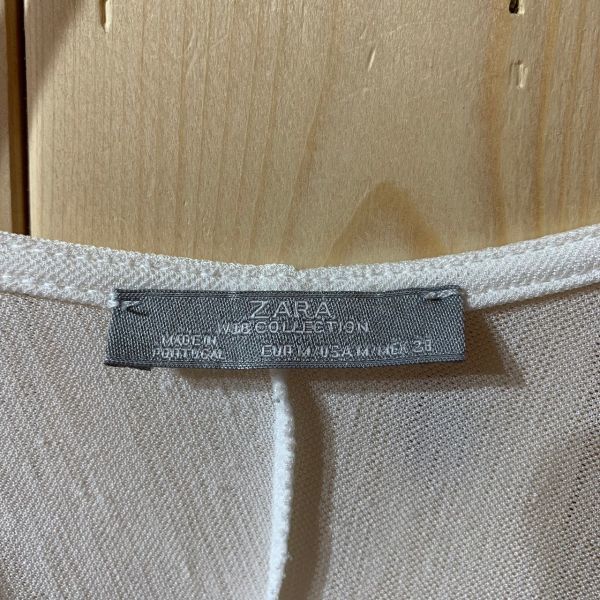 ZARA
W&B COLLECTION
MADE IN
PORTUGAL
EUR M/USA M/MEX 28